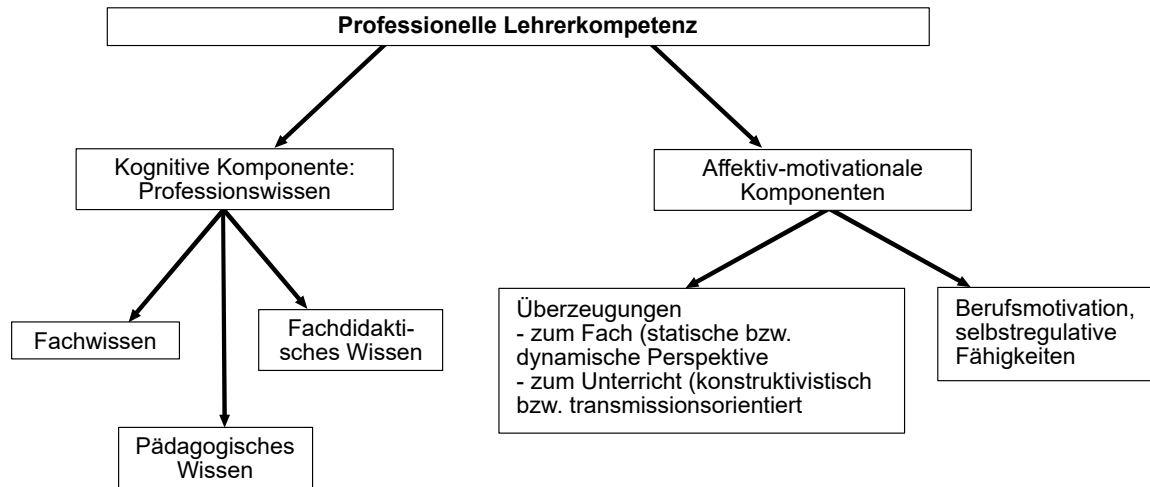 Professionelle Lehrerkompetenz
Kognitive Komponente:
Professionswissen
Affektiv-motivationale
Komponenten
Fachwissen
Fachdidakti-
sches Wissen
Pädagogisches
Wissen
Überzeugungen
- zum Fach (statische bzw.
dynamische Perspektive
- zum Unterricht (konstruktivistisch
bzw. transmissionsorientiert
Berufsmotivation,
selbstregulative
Fähigkeiten